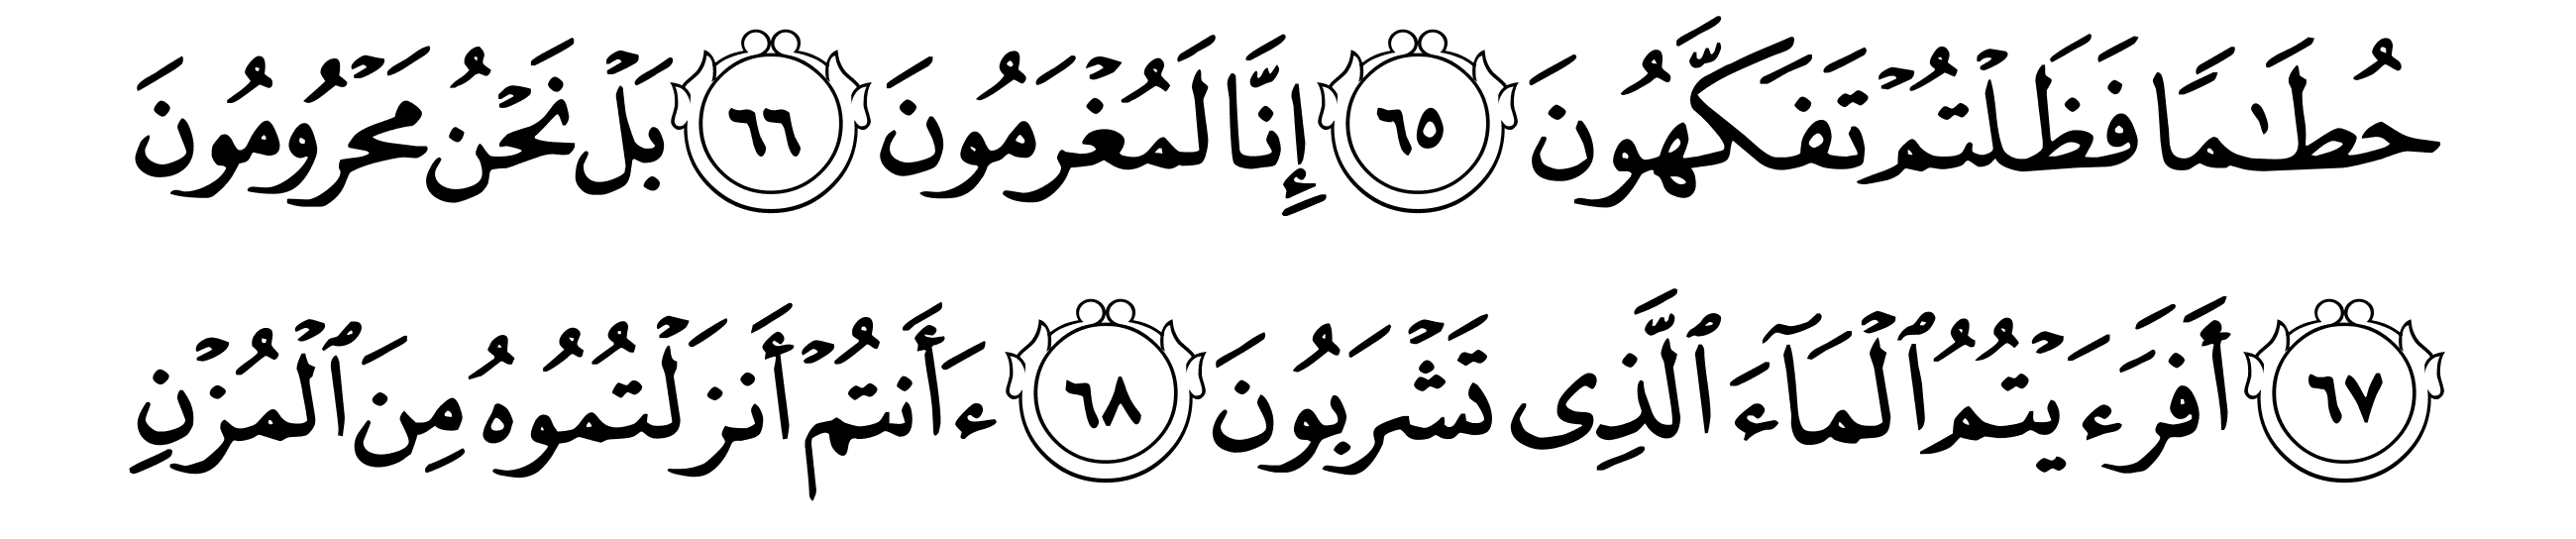 حُطَٰمًا فَظَلْتُمْ تَفَكَّهُونَ ٦٥ إِنَّا لَمُغْرَمُونَ ٦٦ بَلْ نَحْنُ مَحْرُومُونَ
٦٧ أَفَرَءَيْتُمُ ٱلْمَآءَ ٱلَّذِى تَشْرَبُونَ ٦٨ ءَأَنتُمْ أَنزَلْتُمُوهُ مِنَ ٱلْمُزْنِ